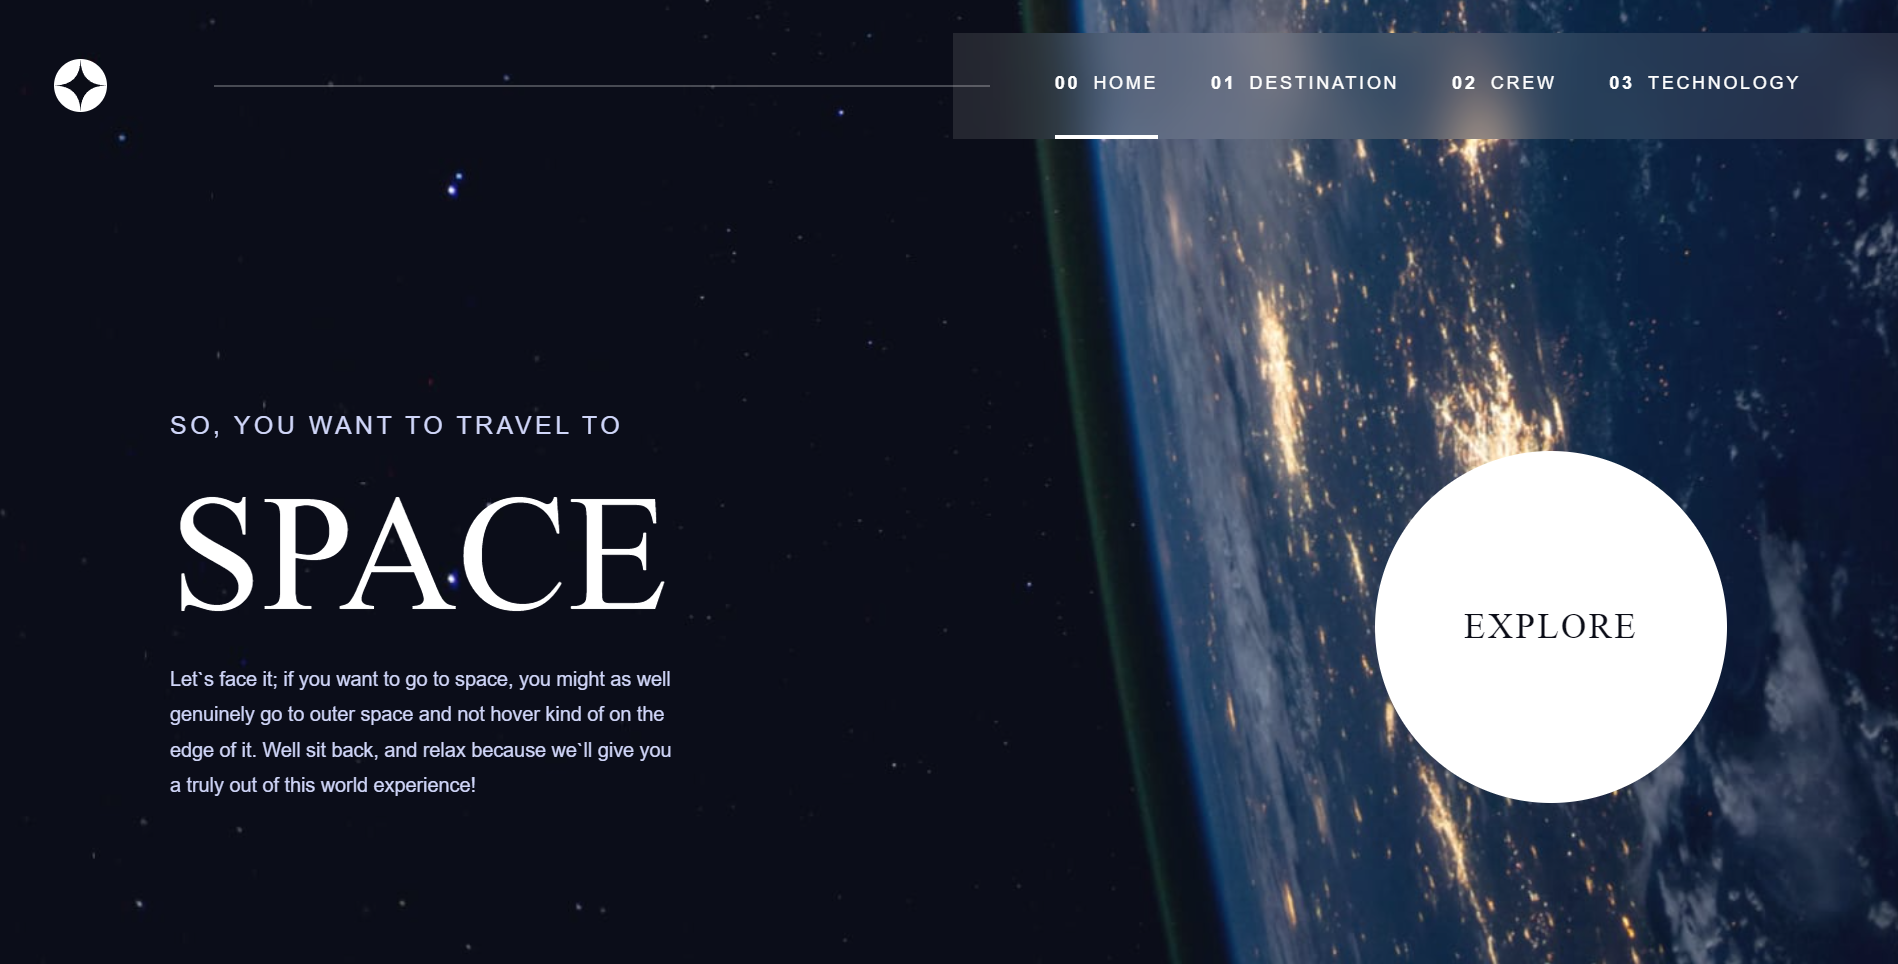 00 HOME 01 DESTINATION 02 CREW 03 TECHNOLOGY
SO, YOU WANT TO TRAVEL TO
SPACE
Let`s face it; if you want to go to space, you might as well
genuinely go to outer space and not hover kind of on the
edge of it. Well sit back, and relax because we`ll give you
a truly out of this world experience!
EXPLORE